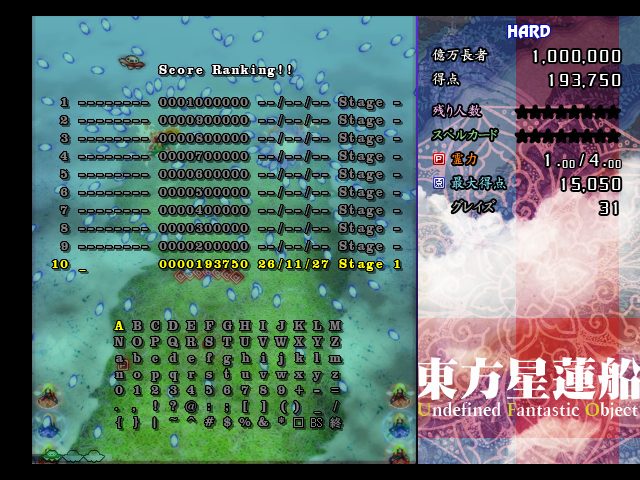 HARD
億万長者 1,000,000
得点 193,750
残り人数 ★★★★★★★★
スペルカード ★★★★★★★★
P 霊力 1.00/4.00
点 最大得点 15,050
グレイズ 31
Score Ranking!!
1 -------- 0001000000 --/--/-- Stage -
2 -------- 0000900000 --/--/-- Stage -
3 -------- 0000800000 --/--/-- Stage -
4 -------- 0000700000 --/--/-- Stage -
5 -------- 0000600000 --/--/-- Stage -
6 -------- 0000500000 --/--/-- Stage -
7 -------- 0000400000 --/--/-- Stage -
8 -------- 0000300000 --/--/-- Stage -
9 -------- 0000200000 --/--/-- Stage -
10 _ 0000193750 26/11/27 Stage 1
A B C D E F G H I J K L M
N O P Q R S T U V W X Y Z
a b c d e f g h i j k l m
n o p q r s t u v w x y z
0 1 2 3 4 5 6 7 8 9 + - =
. , ! ? @ : ; [ ] ( ) _ /
{ } | ~ ^ # $ % & * □ BS 終
東方星蓮船
Undefined Fantastic Object